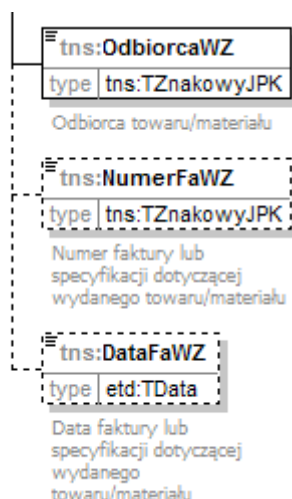 tns:OdbiorcaWZ
type tns:TZnakowyJPK
Odbiorca towaru/materiału
tns:NumerFaWZ
type tns:TZnakowyJPK
Numer faktury lub
specyfikacji dotyczącej
wydanego towaru/materiału
tns:DataFaWZ
type etd:TData
Data faktury lub
specyfikacji dotyczącej
wydanego
towaru/materiału